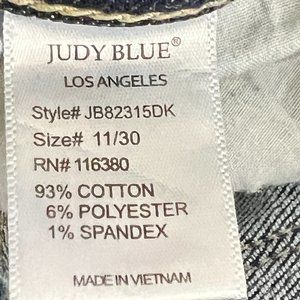 JUDY BLUE®
LOS ANGELES
Style# JB82315DK
Size# 11/30
RN# 116380
93% COTTON
6% POLYESTER
1% SPANDEX
MADE IN VIETNAM